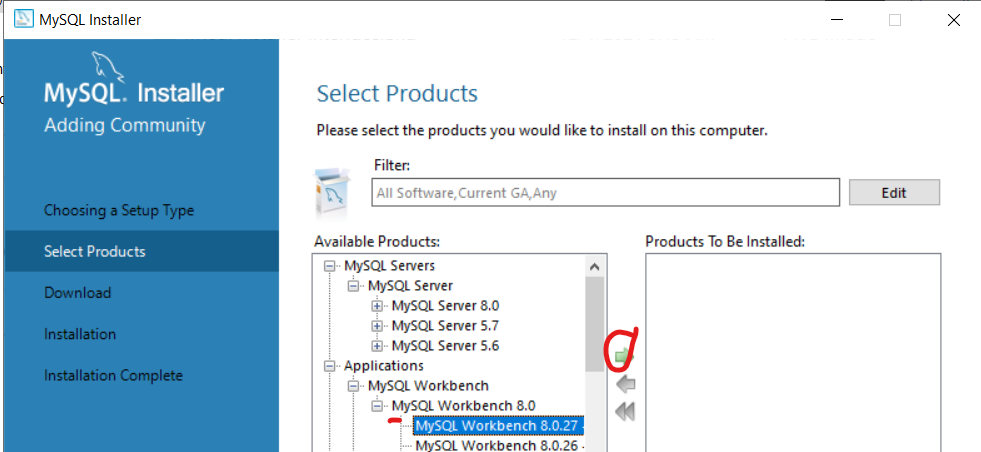 MySQL Installer
MySQL. Installer
Adding Community
Choosing a Setup Type
Select Products
Download
Installation
Installation Complete
Select Products
Please select the products you would like to install on this computer.
Filter:
All Software,Current GA,Any
Edit
Available Products:
MySQL Servers
MySQL Server
MySQL Server 8.0
MySQL Server 5.7
MySQL Server 5.6
Applications
MySQL Workbench
MySQL Workbench 8.0
MySQL Workbench 8.0.27 -
MySQL Workbench 8.0.26 -
Products To Be Installed: